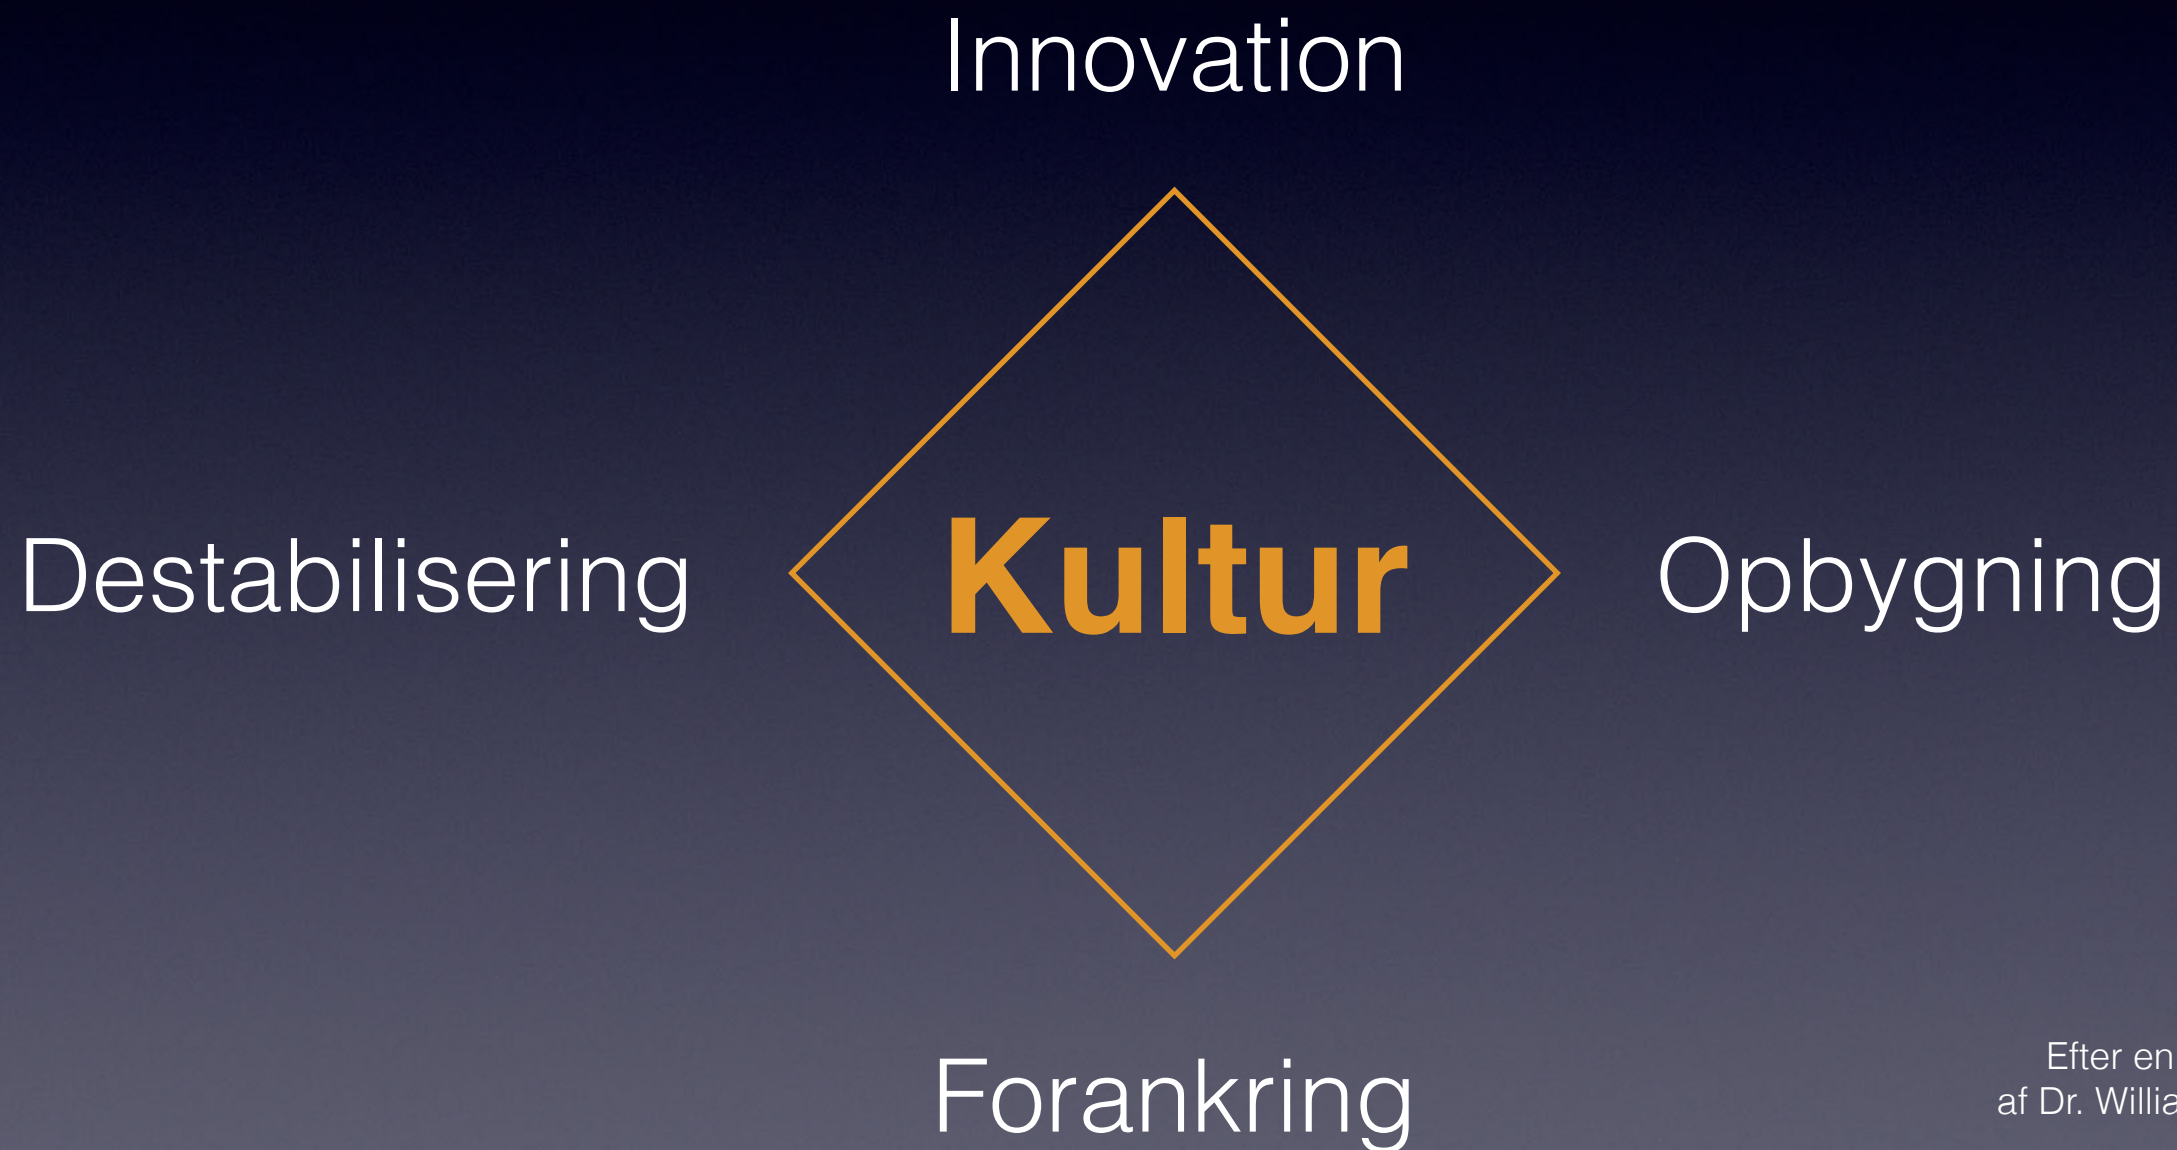 Innovation
Destabilisering
Kultur
Opbygning
Forankring
Efter en
af Dr.